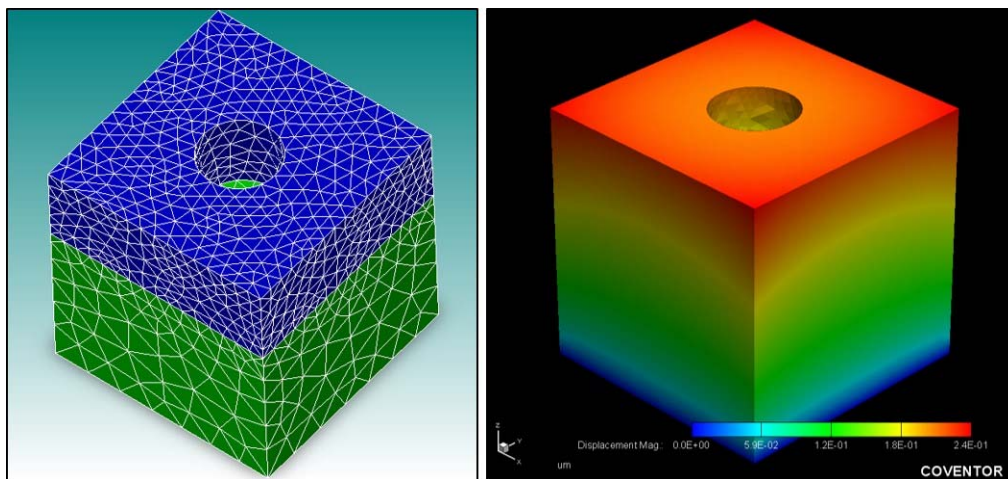 z
y
x
Displacement Mag.: 0.0E+00 5.9E-02 1.2E-01 1.8E-01 2.4E-01
um
COVENTOR